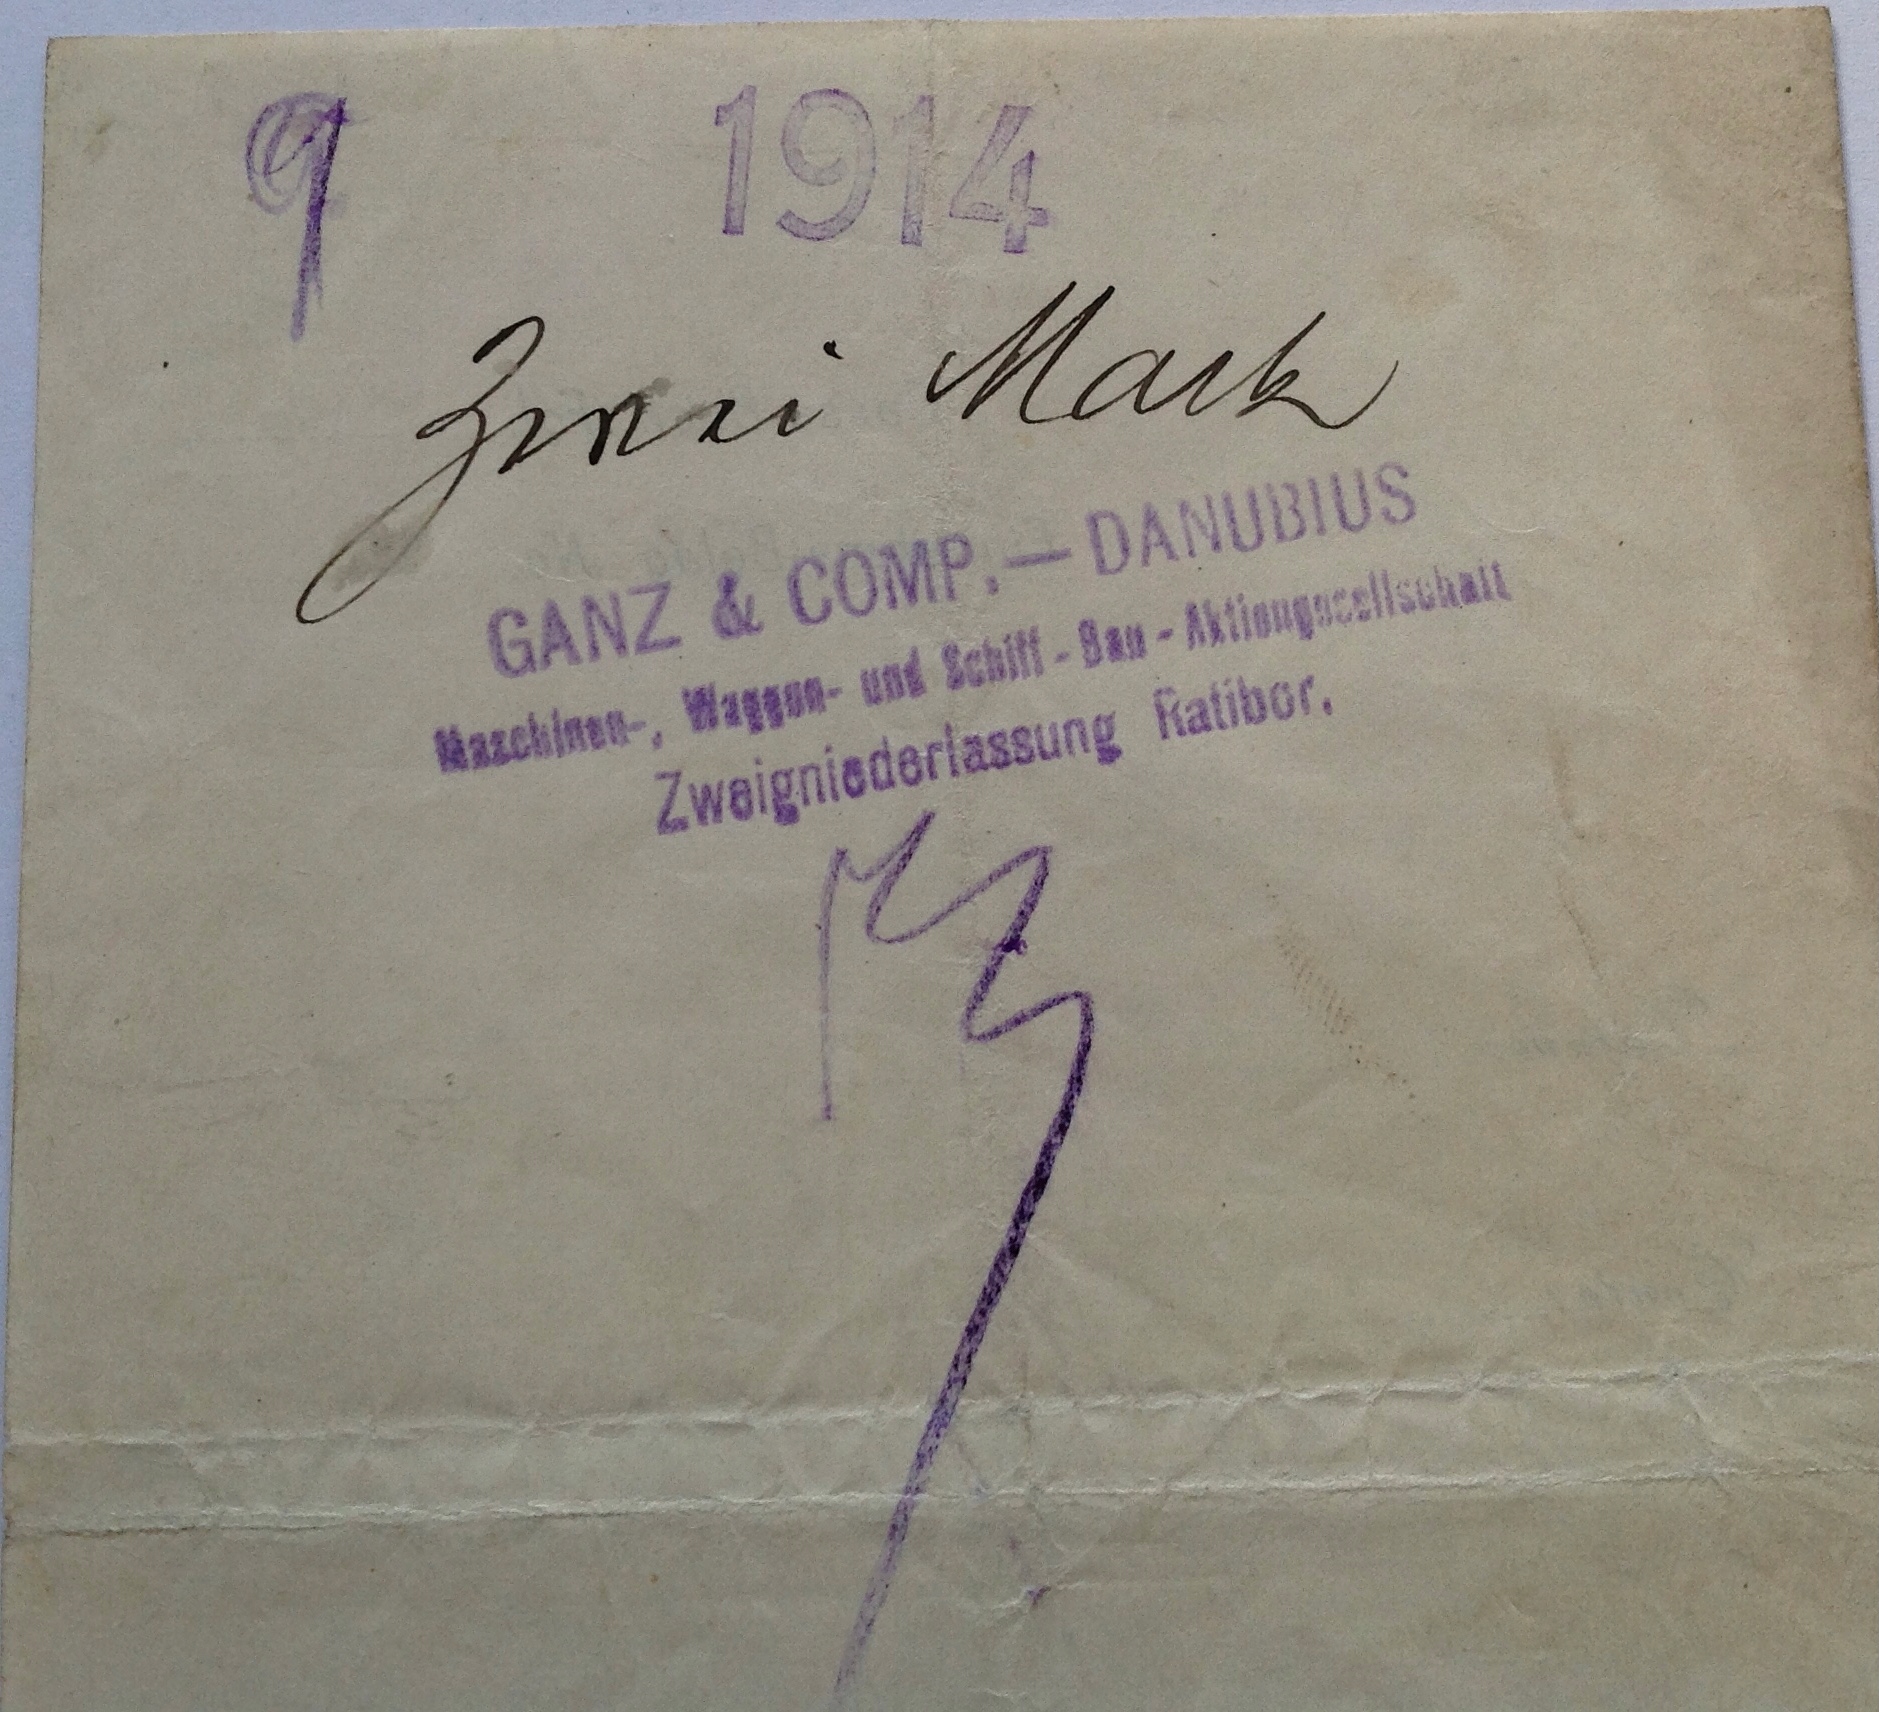 9 1914
Zwei Mark
GANZ & COMP. — DANUBIUS
Maschinen-, Waggon- und Schiff - Bau - Aktiengesellschaft
Zweigniederlassung Ratibor.